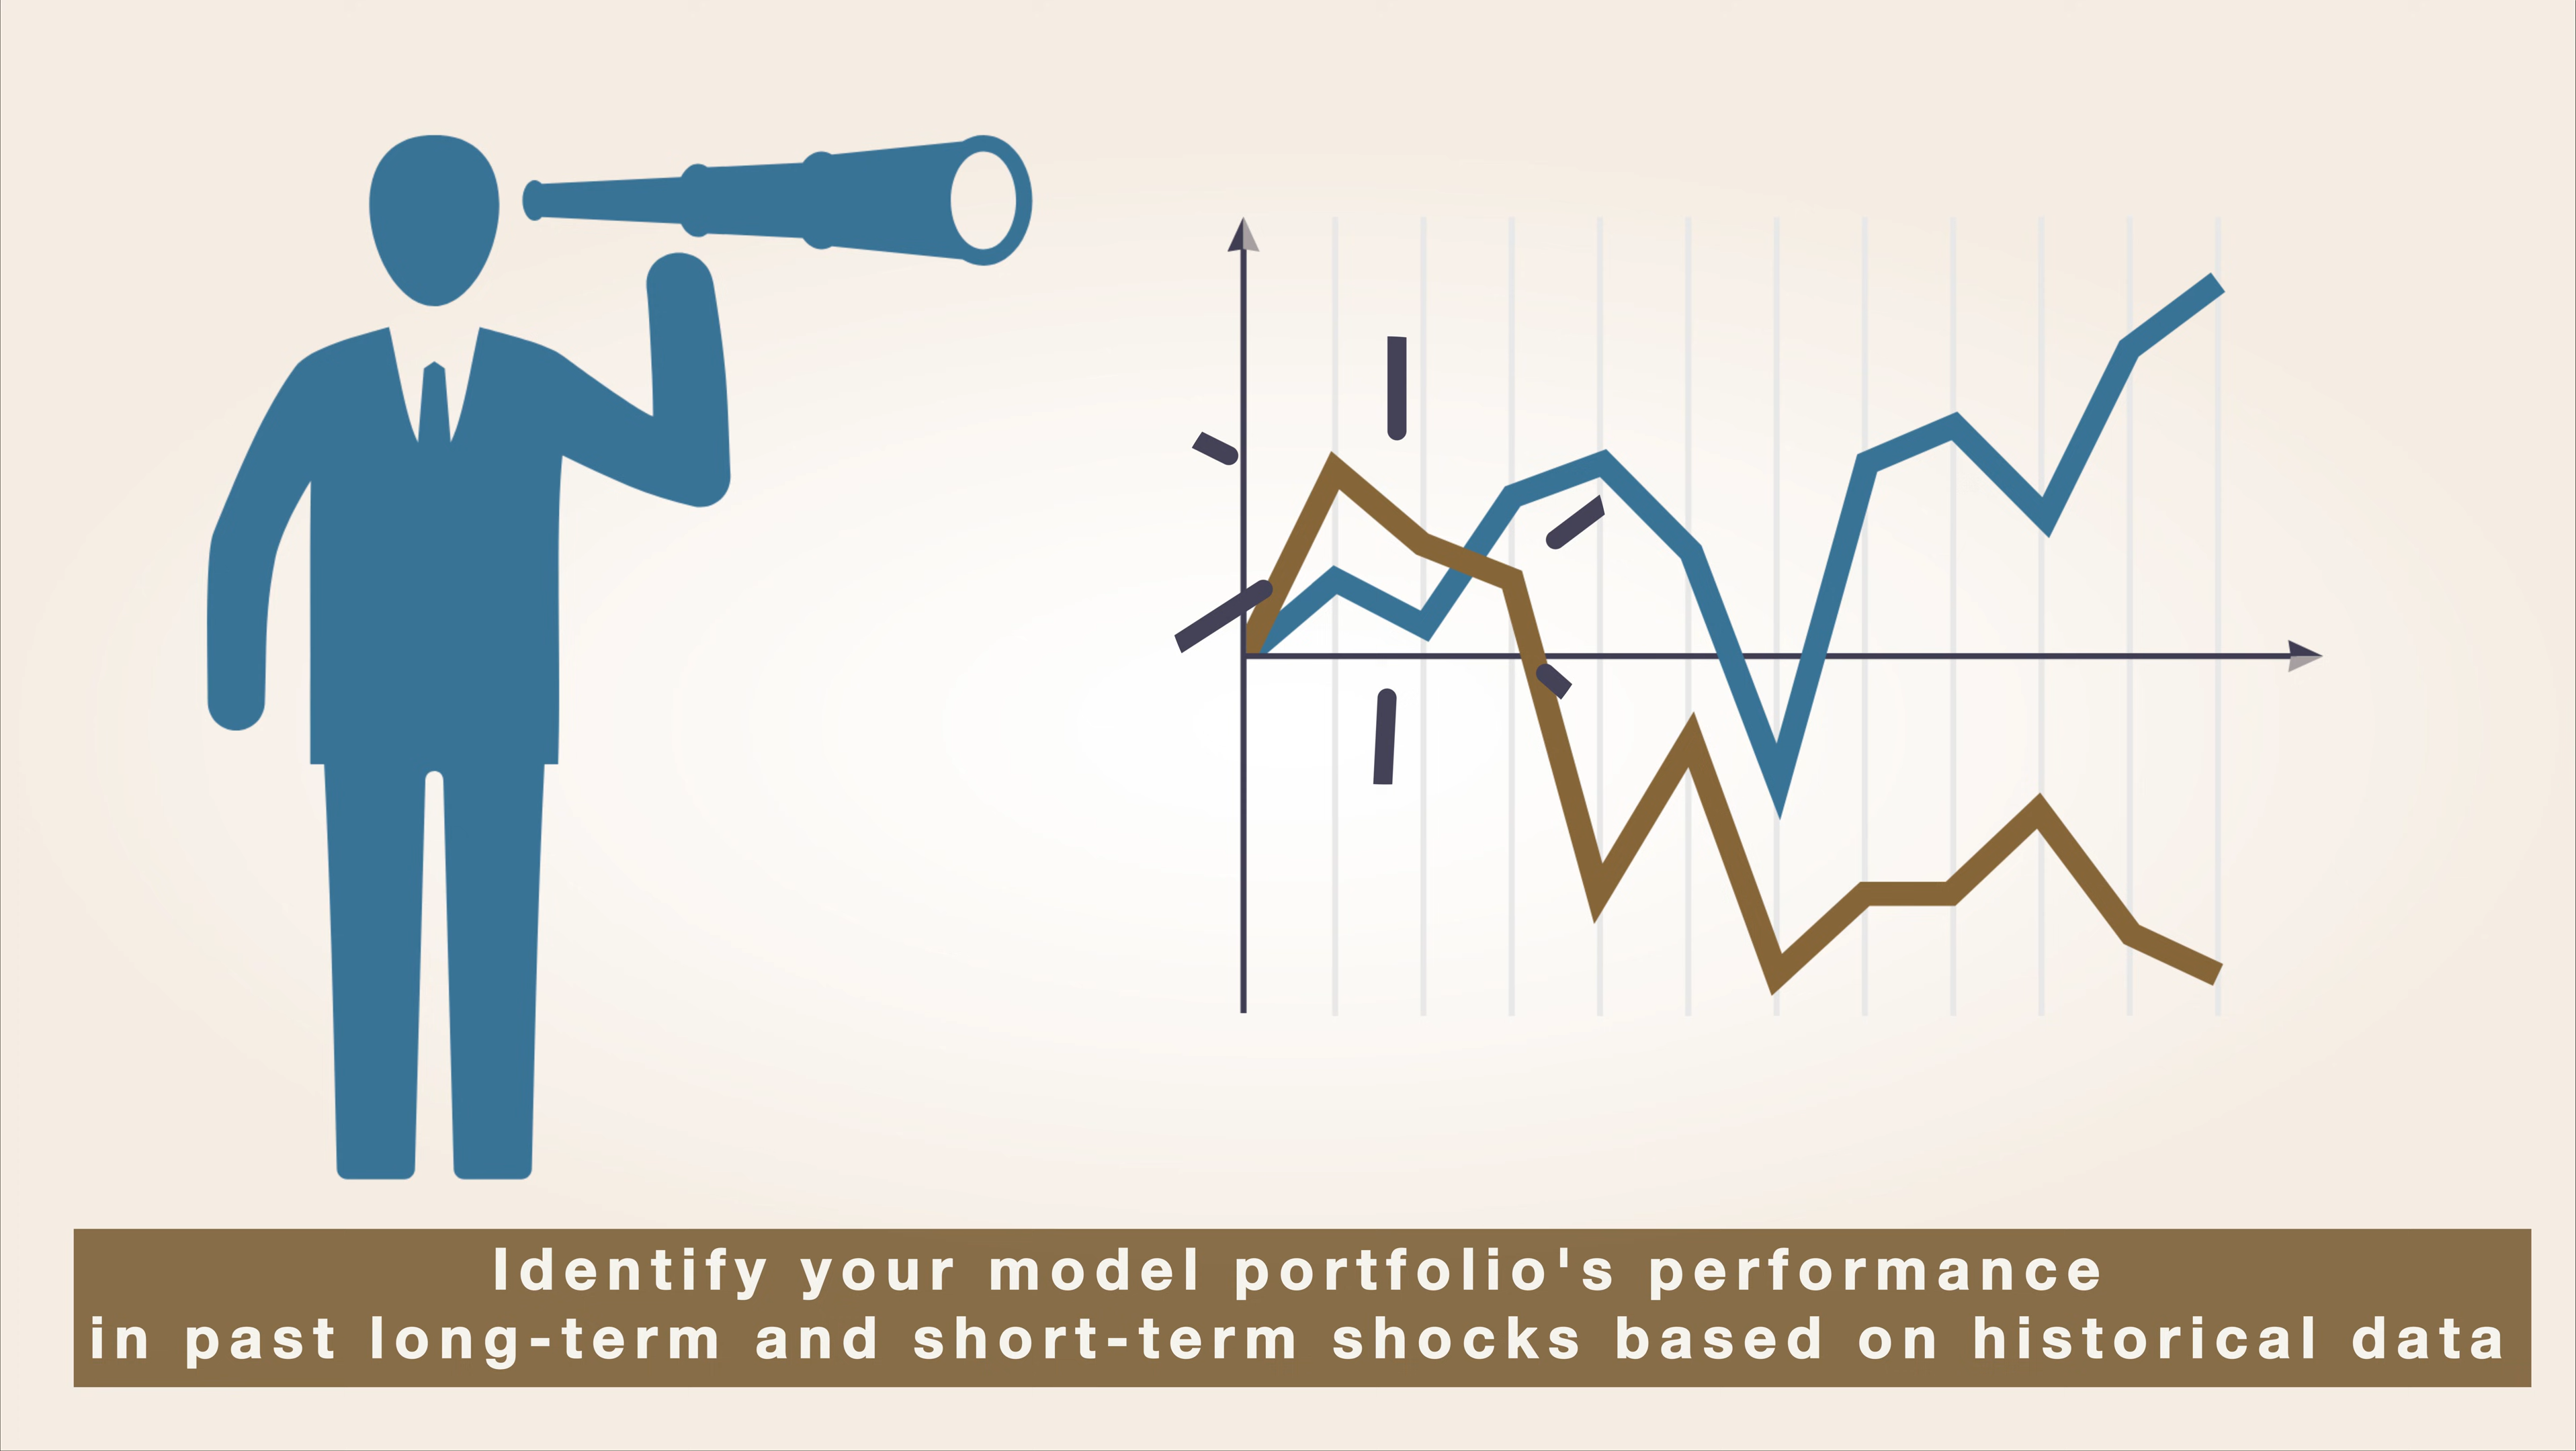 Identify your model portfolio's performance
in past long-term and short-term shocks based on historical data